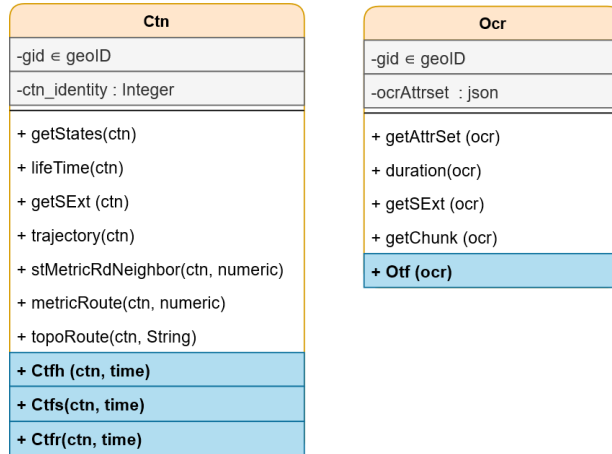 Ctn
-gid ∈ geoID
-ctn_identity : Integer
+ getStates(ctn)
+ lifeTime(ctn)
+ getSExt (ctn)
+ trajectory(ctn)
+ stMetricRdNeighbor(ctn, numeric)
+ metricRoute(ctn, numeric)
+ topoRoute(ctn, String)
+ Ctfh (ctn, time)
+ Ctfs(ctn, time)
+ Ctfr(ctn, time)
Ocr
-gid ∈ geoID
-ocrAttrset : json
+ getAttrSet (ocr)
+ duration(ocr)
+ getSExt (ocr)
+ getChunk (ocr)
+ Otf (ocr)